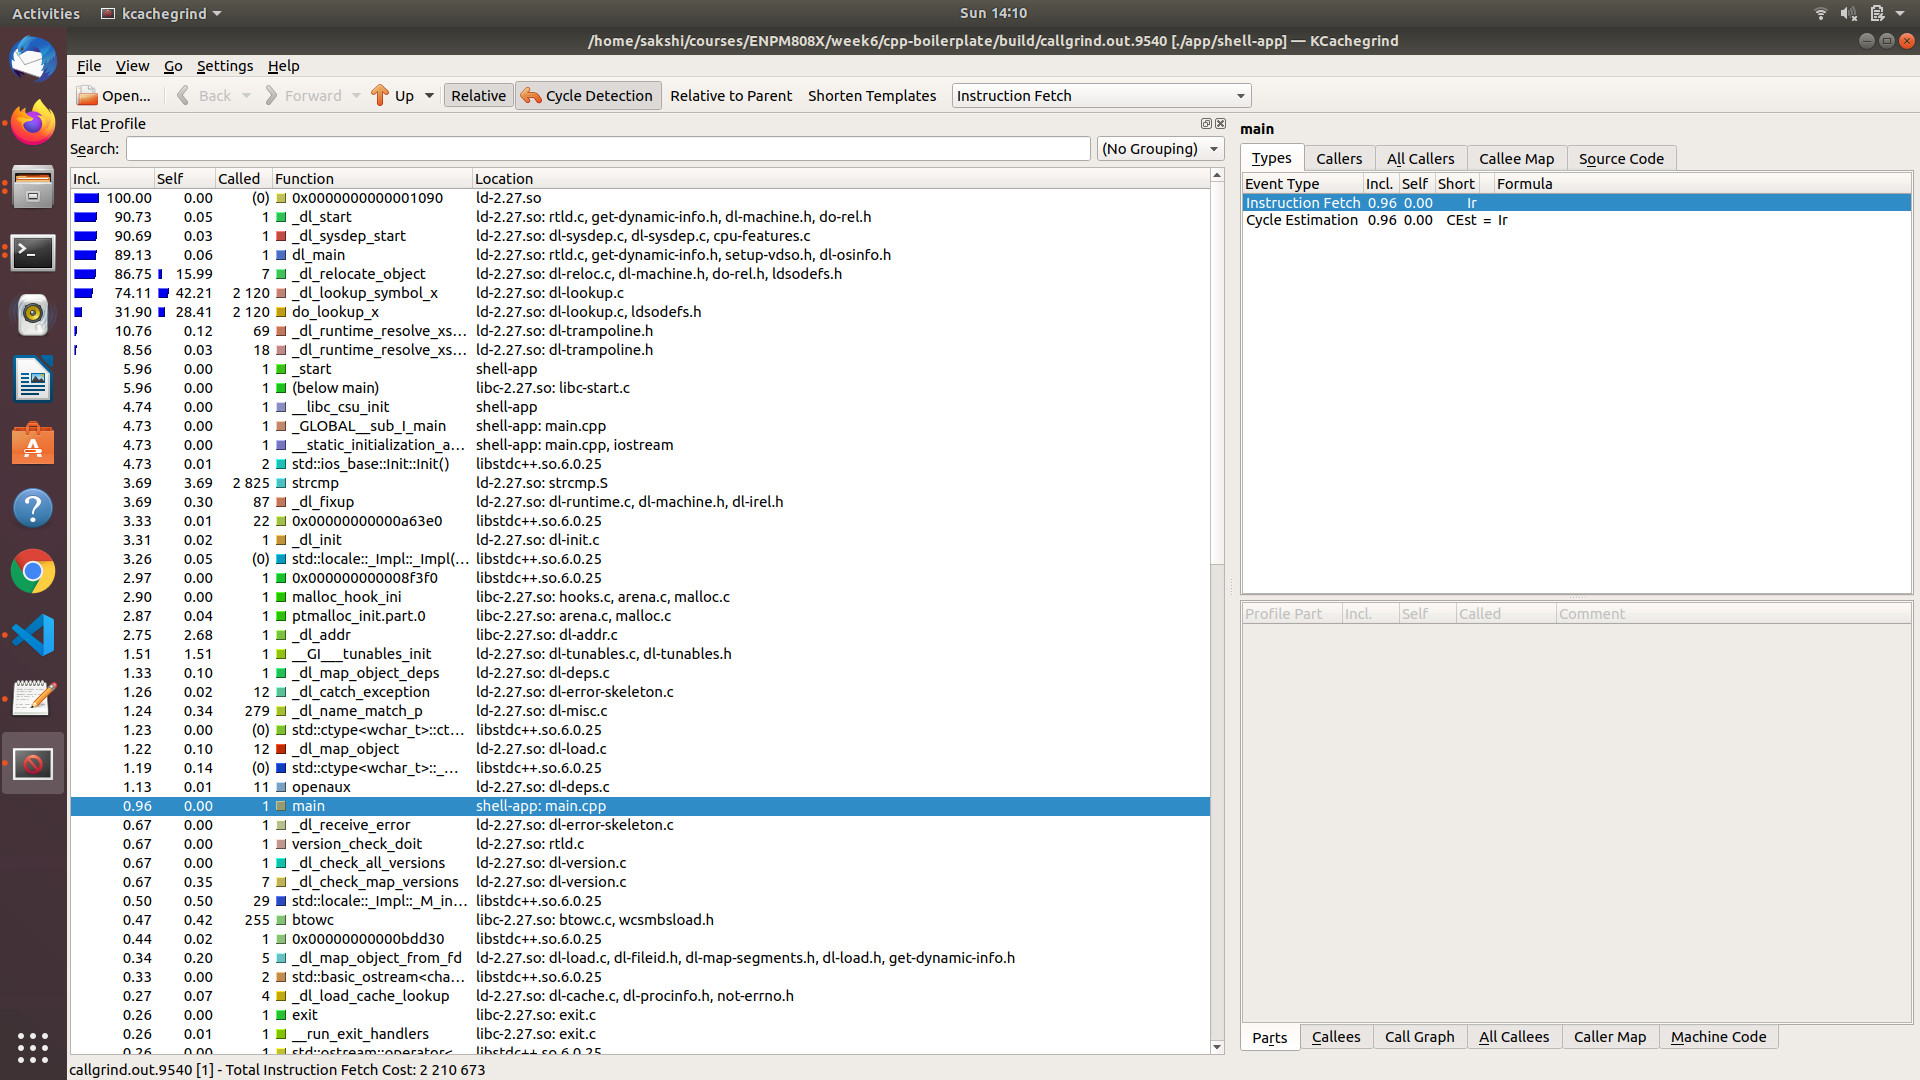 Activities kcachegrind Sun 14:10
/home/sakshi/courses/ENPM808X/week6/cpp-boilerplate/build/callgrind.out.9540 [./app/shell-app] — KCachegrind
File View Go Settings Help
Open... Back Forward Up Relative Cycle Detection Relative to Parent Shorten Templates Instruction Fetch
Flat Profile
Search: (No Grouping)
Incl. Self Called Function Location
100.00 0.00 (0) 0x0000000000001090 ld-2.27.so
90.73 0.05 1 _dl_start ld-2.27.so: rtld.c, get-dynamic-info.h, dl-machine.h, do-rel.h
90.69 0.03 1 _dl_sysdep_start ld-2.27.so: dl-sysdep.c, dl-sysdep.c, cpu-features.c
89.13 0.06 1 dl_main ld-2.27.so: rtld.c, get-dynamic-info.h, setup-vdso.h, dl-osinfo.h
86.75 15.99 7 _dl_relocate_object ld-2.27.so: dl-reloc.c, dl-machine.h, do-rel.h, ldsodefs.h
74.11 42.21 2 120 _dl_lookup_symbol_x ld-2.27.so: dl-lookup.c
31.90 28.41 2 120 do_lookup_x ld-2.27.so: dl-lookup.c, ldsodefs.h
10.76 0.12 69 _dl_runtime_resolve_xs... ld-2.27.so: dl-trampoline.h
8.56 0.03 18 _dl_runtime_resolve_xs... ld-2.27.so: dl-trampoline.h
5.96 0.00 1 _start shell-app
5.96 0.00 1 (below main) libc-2.27.so: libc-start.c
4.74 0.00 1 __libc_csu_init shell-app
4.73 0.00 1 _GLOBAL__sub_I_main shell-app: main.cpp
4.73 0.00 1 __static_initialization_a... shell-app: main.cpp, iostream
4.73 0.01 2 std::ios_base::Init::Init() libstdc++.so.6.0.25
3.69 3.69 2 825 strcmp ld-2.27.so: strcmp.S
3.69 0.30 87 _dl_fixup ld-2.27.so: dl-runtime.c, dl-machine.h, dl-irel.h
3.33 0.01 22 0x00000000000a63e0 libstdc++.so.6.0.25
3.31 0.02 1 _dl_init ld-2.27.so: dl-init.c
3.26 0.05 (0) std::locale::_Impl::_Impl(... libstdc++.so.6.0.25
2.97 0.00 1 0x000000000008f3f0 libstdc++.so.6.0.25
2.90 0.00 1 malloc_hook_ini libc-2.27.so: hooks.c, arena.c, malloc.c
2.87 0.04 1 ptmalloc_init.part.0 libc-2.27.so: arena.c, malloc.c
2.75 2.68 1 _dl_addr libc-2.27.so: dl-addr.c
1.51 1.51 1 __GI___tunables_init ld-2.27.so: dl-tunables.c, dl-tunables.h
1.33 0.10 1 _dl_map_object_deps ld-2.27.so: dl-deps.c
1.26 0.02 12 _dl_catch_exception ld-2.27.so: dl-error-skeleton.c
1.24 0.34 279 _dl_name_match_p ld-2.27.so: dl-misc.c
1.23 0.00 (0) std::ctype<wchar_t>::ct... libstdc++.so.6.0.25
1.22 0.10 12 _dl_map_object ld-2.27.so: dl-load.c
1.19 0.14 (0) std::ctype<wchar_t>::_... libstdc++.so.6.0.25
1.13 0.01 11 openaux ld-2.27.so: dl-deps.c
0.96 0.00 1 main shell-app: main.cpp
0.67 0.00 1 _dl_receive_error ld-2.27.so: dl-error-skeleton.c
0.67 0.00 1 version_check_doit ld-2.27.so: rtld.c
0.67 0.00 1 _dl_check_all_versions ld-2.27.so: dl-version.c
0.67 0.35 7 _dl_check_map_versions ld-2.27.so: dl-version.c
0.50 0.50 29 std::locale::_Impl::_M_in... libstdc++.so.6.0.25
0.47 0.42 255 btowc libc-2.27.so: btowc.c, wcsmbsload.h
0.44 0.02 1 0x00000000000bdd30 libstdc++.so.6.0.25
0.34 0.20 5 _dl_map_object_from_fd ld-2.27.so: dl-load.c, dl-fileid.h, dl-map-segments.h, dl-load.h, get-dynamic-info.h
0.33 0.00 2 std::basic_ostream<cha... libstdc++.so.6.0.25
0.27 0.07 4 _dl_load_cache_lookup ld-2.27.so: dl-cache.c, dl-procinfo.h, not-errno.h
0.26 0.00 1 exit libc-2.27.so: exit.c
0.26 0.01 1 __run_exit_handlers libc-2.27.so: exit.c
0.26 0.00 1 std::ostream::operator<... libstdc++.so.6.0.25
callgrind.out.9540 [1] - Total Instruction Fetch Cost: 2 210 673
main
Types Callers All Callers Callee Map Source Code
Event Type Incl. Self Short Formula
Instruction Fetch 0.96 0.00 Ir
Cycle Estimation 0.96 0.00 CEst = Ir
Profile Part Incl. Self Called Comment
Parts Callees Call Graph All Callees Caller Map Machine Code